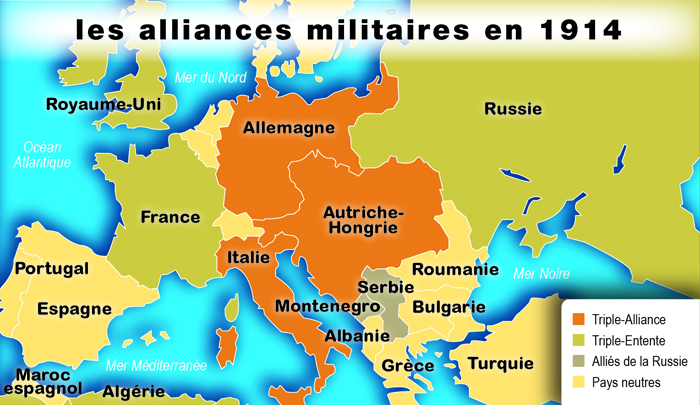 les alliances militaires en 1914
Mer du Nord
Royaume-Uni
Russie
Allemagne
Océan
Atlantique
France
Autriche-
Hongrie
Italie
Portugal
Roumanie
Mer Noire
Serbie
Espagne
Montenegro
Bulgarie
Albanie
Mer Méditerranée
Grèce
Turquie
Maroc
espagnol
Algérie
Triple-Alliance
Triple-Entente
Alliés de la Russie
Pays neutres